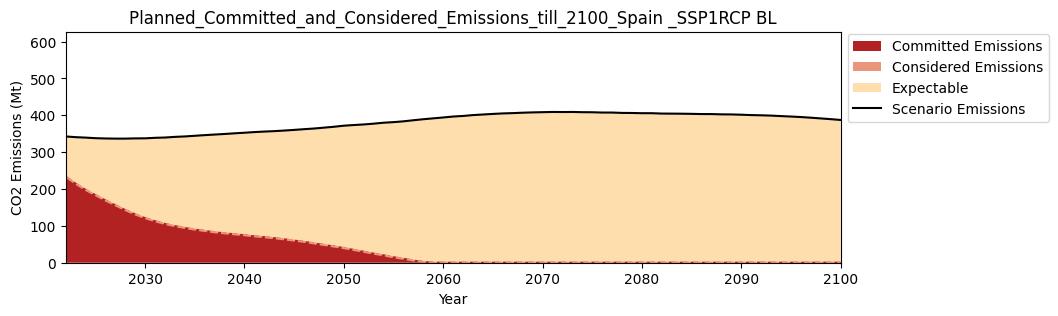 Planned_Committed_and_Considered_Emissions_till_2100_Spain _SSP1RCP BL
600
500
400
300
200
100
0
CO2 Emissions (Mt)
2030
2040
2050
2060
2070
2080
2090
2100
Year
Committed Emissions
Considered Emissions
Expectable
Scenario Emissions